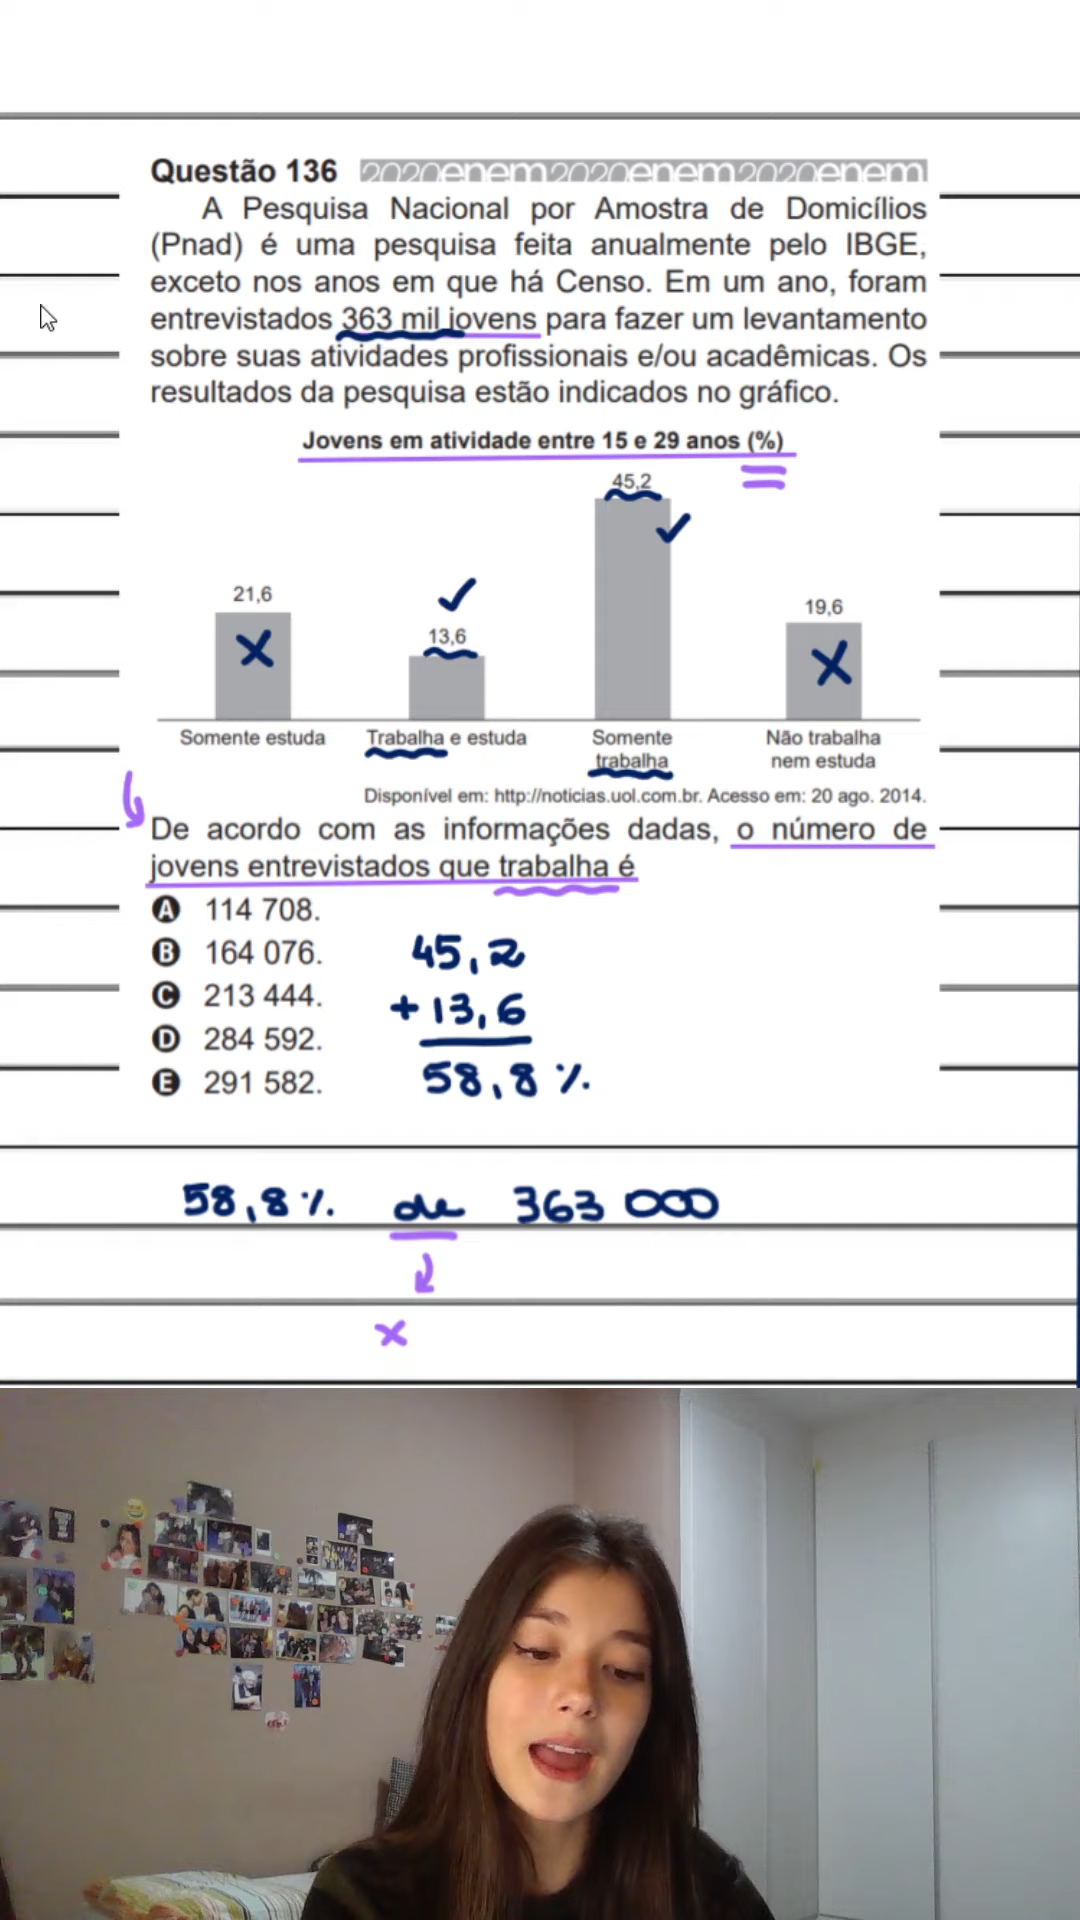 Questão 136 2020enem2020enem2020enem
A Pesquisa Nacional por Amostra de Domicílios
(Pnad) é uma pesquisa feita anualmente pelo IBGE,
exceto nos anos em que há Censo. Em um ano, foram
entrevistados 363 mil jovens para fazer um levantamento
sobre suas atividades profissionais e/ou acadêmicas. Os
resultados da pesquisa estão indicados no gráfico.
Jovens em atividade entre 15 e 29 anos (%)
45,2
21,6
19,6
13,6
Somente estuda
Trabalha e estuda
Somente
trabalha
Não trabalha
nem estuda
Disponível em: http://noticias.uol.com.br. Acesso em: 20 ago. 2014.
De acordo com as informações dadas, o número de
jovens entrevistados que trabalha é
A 114 708.
B 164 076.
C 213 444.
D 284 592.
E 291 582.
45,2
+ 13,6
58,8 %
58,8 % de 363 000
x